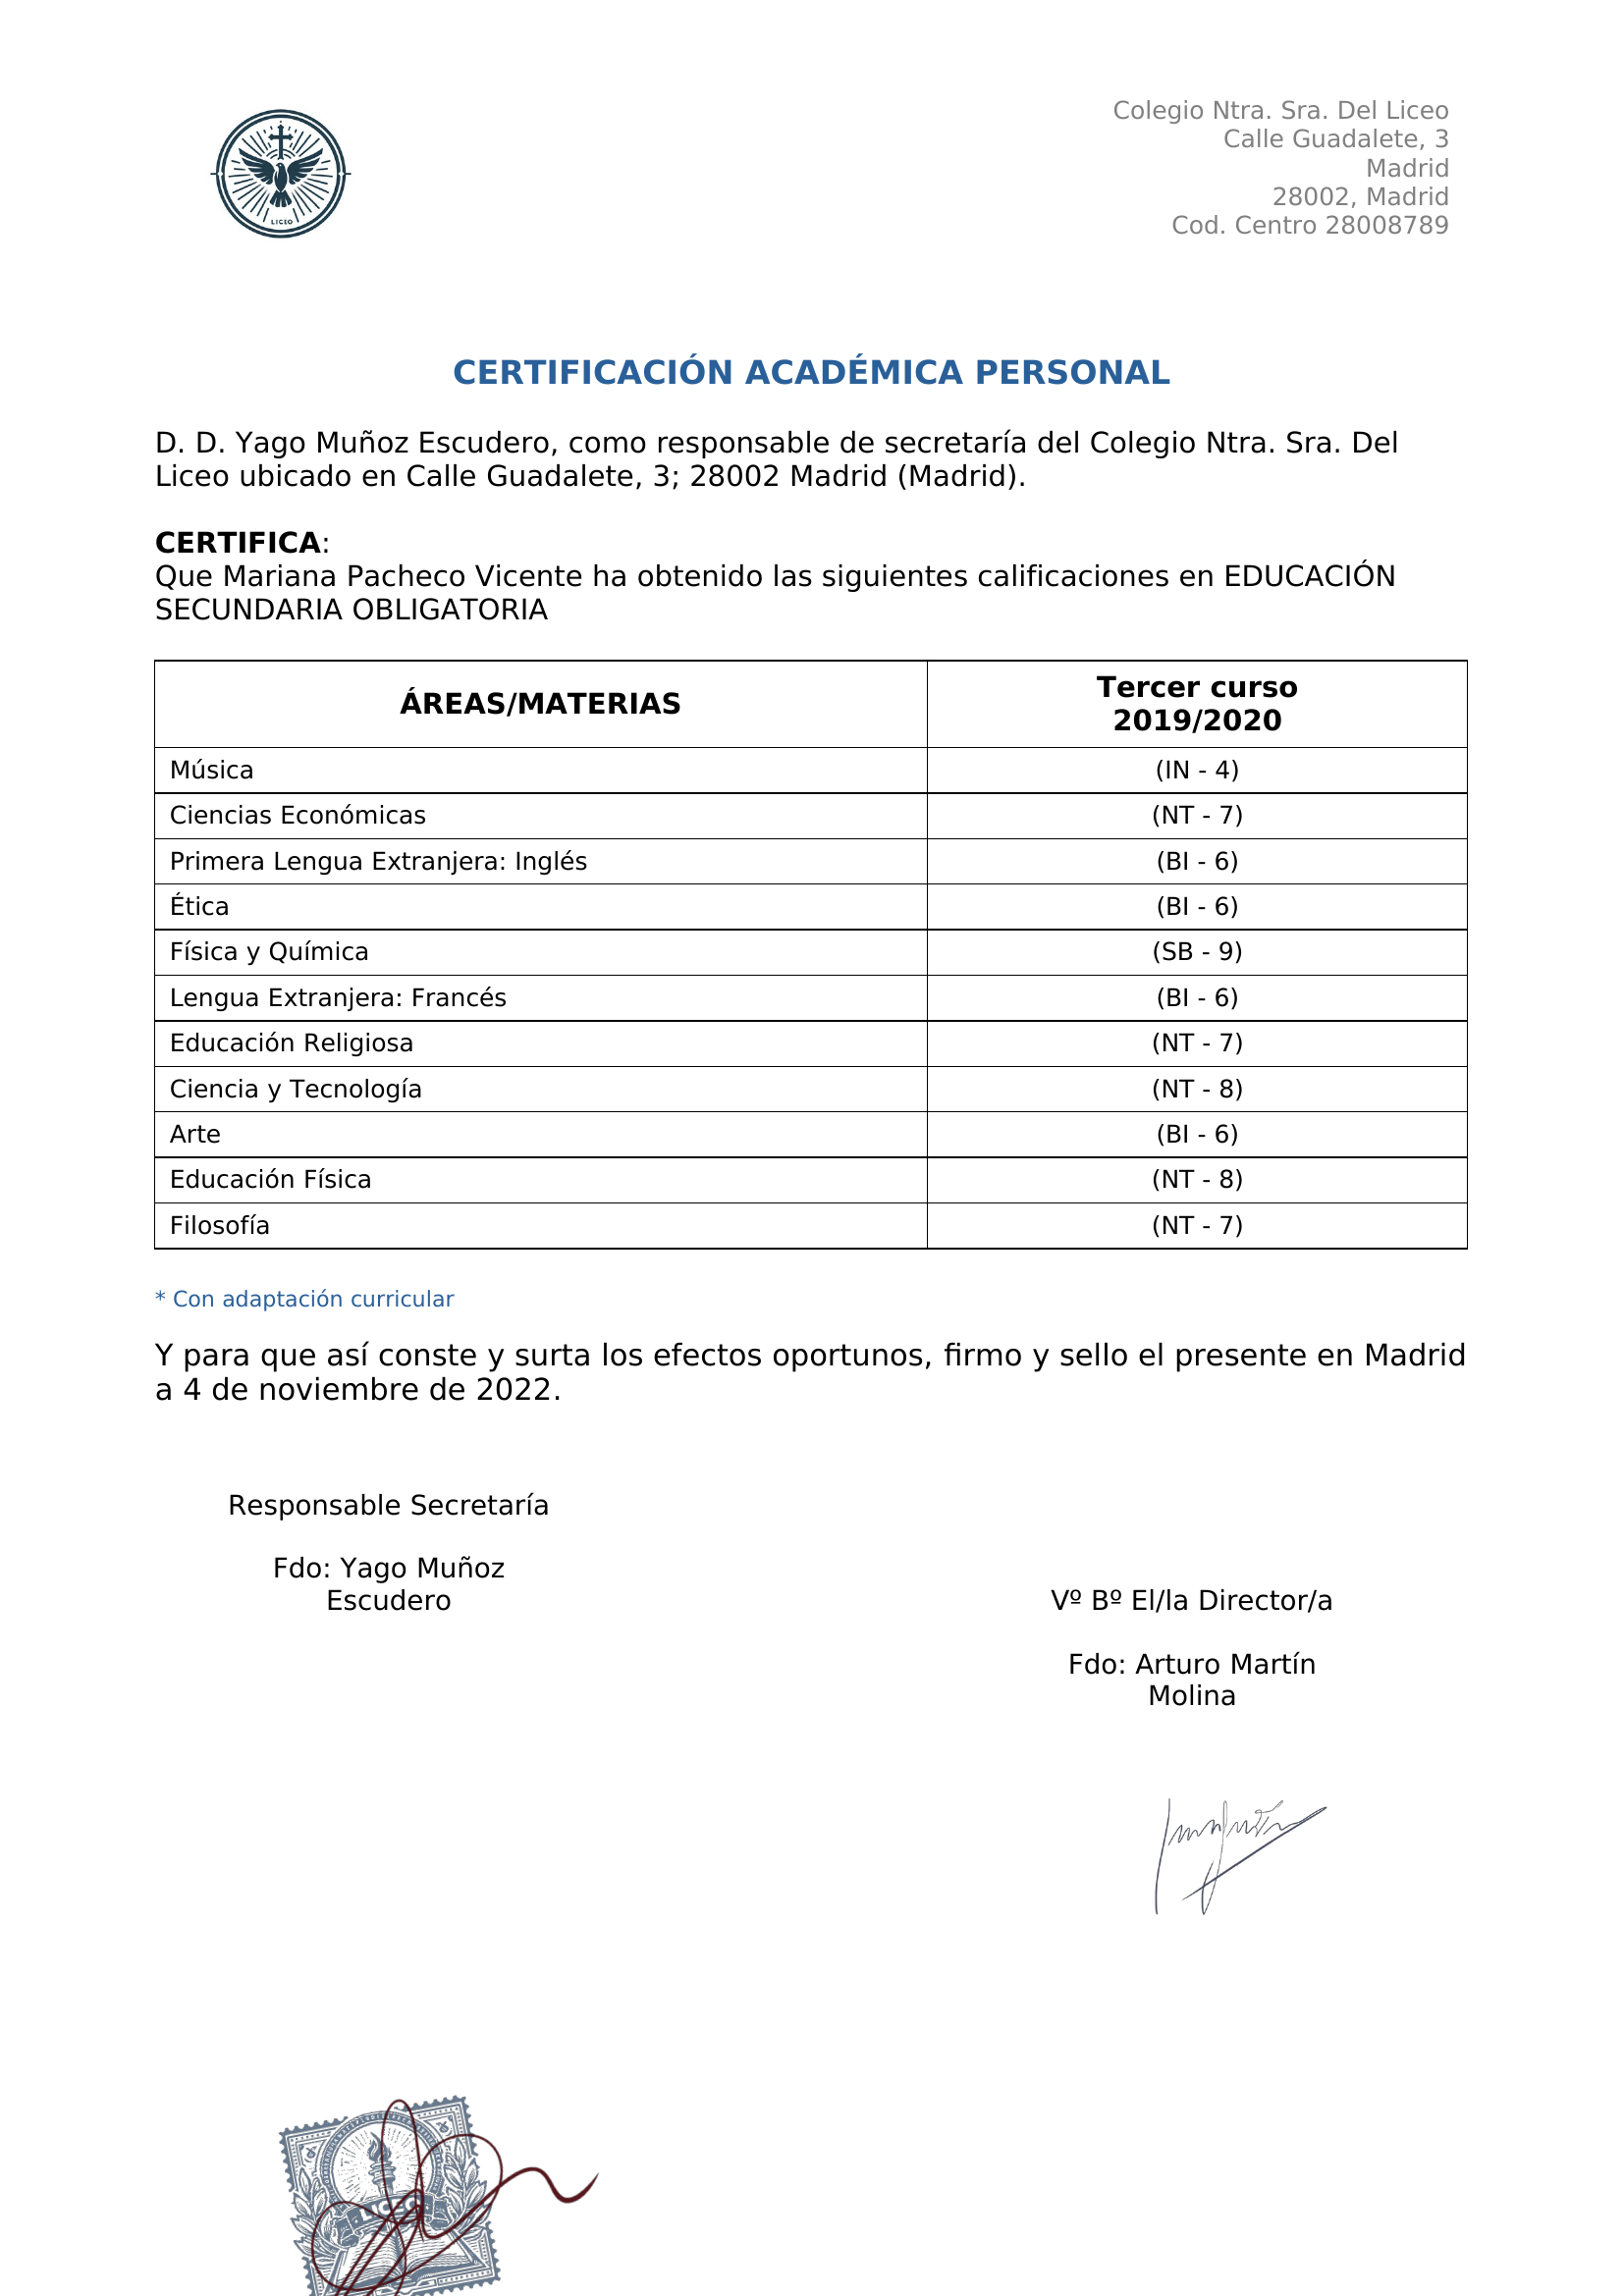 LICEO
Colegio Ntra. Sra. Del Liceo
Calle Guadalete, 3
Madrid
28002, Madrid
Cod. Centro 28008789
CERTIFICACIÓN ACADÉMICA PERSONAL
D. D. Yago Muñoz Escudero, como responsable de secretaría del Colegio Ntra. Sra. Del
Liceo ubicado en Calle Guadalete, 3; 28002 Madrid (Madrid).
CERTIFICA:
Que Mariana Pacheco Vicente ha obtenido las siguientes calificaciones en EDUCACIÓN
SECUNDARIA OBLIGATORIA
ÁREAS/MATERIAS Tercer curso
2019/2020
Música (IN - 4)
Ciencias Económicas (NT - 7)
Primera Lengua Extranjera: Inglés (BI - 6)
Ética (BI - 6)
Física y Química (SB - 9)
Lengua Extranjera: Francés (BI - 6)
Educación Religiosa (NT - 7)
Ciencia y Tecnología (NT - 8)
Arte (BI - 6)
Educación Física (NT - 8)
Filosofía (NT - 7)
* Con adaptación curricular
Y para que así conste y surta los efectos oportunos, firmo y sello el presente en Madrid
a 4 de noviembre de 2022.
Responsable Secretaría
Fdo: Yago Muñoz
Escudero
Vº Bº El/la Director/a
Fdo: Arturo Martín
Molina
LICEO